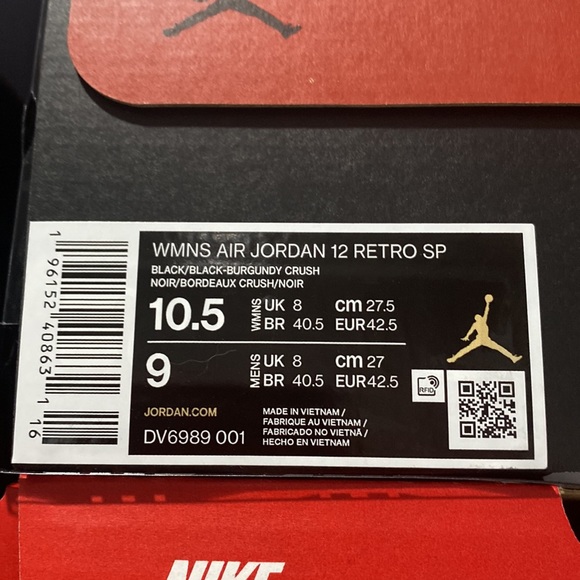 WMNS AIR JORDAN 12 RETRO SP
BLACK/BLACK-BURGUNDY CRUSH
NOIR/BORDEAUX CRUSH/NOIR
10.5 WMNS UK 8 cm 27.5
BR 40.5 EUR 42.5
9 MENS UK 8 cm 27
BR 40.5 EUR 42.5
RFID
JORDAN.COM
DV6989 001
MADE IN VIETNAM /
FABRIQUE AU VIETNAM /
FABRICADO NO VIETNÃ /
HECHO EN VIETNAM
1 96152 40863 1 16
NIKE